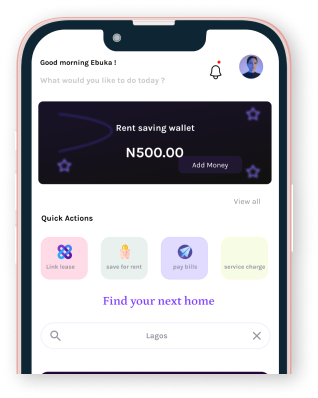 Good morning Ebuka !
What would you like to do today ?
Rent saving wallet
N500.00
Add Money
View all
Quick Actions
Link lease save for rent pay bills service charge
Find your next home
Lagos